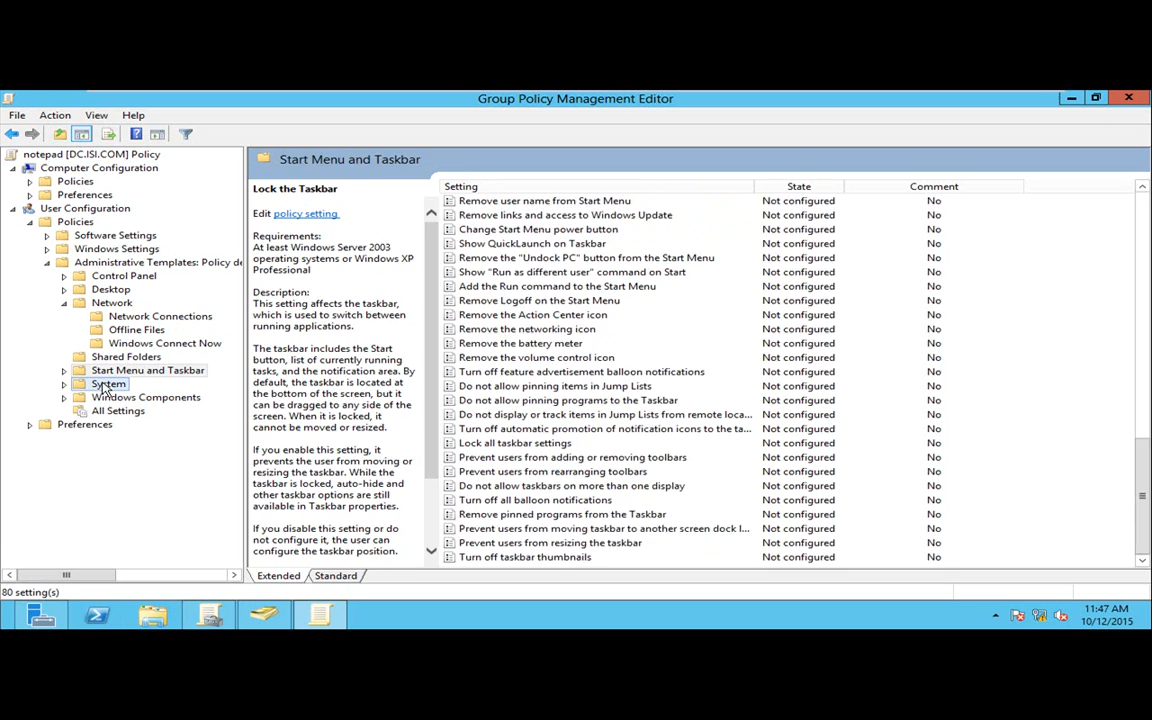 Group Policy Management Editor
File Action View Help
notepad [DC.ISI.COM] Policy
Computer Configuration
Policies
Preferences
User Configuration
Policies
Software Settings
Windows Settings
Administrative Templates: Policy de
Control Panel
Desktop
Network
Network Connections
Offline Files
Windows Connect Now
Shared Folders
Start Menu and Taskbar
System
Windows Components
All Settings
Preferences
Start Menu and Taskbar
Lock the Taskbar
Edit policy setting
Requirements:
At least Windows Server 2003
operating systems or Windows XP
Professional
Description:
This setting affects the taskbar,
which is used to switch between
running applications.
The taskbar includes the Start
button, list of currently running
tasks, and the notification area. By
default, the taskbar is located at
the bottom of the screen, but it
can be dragged to any side of the
screen. When it is locked, it
cannot be moved or resized.
If you enable this setting, it
prevents the user from moving or
resizing the taskbar. While the
taskbar is locked, auto-hide and
other taskbar options are still
available in Taskbar properties.
If you disable this setting or do
not configure it, the user can
configure the taskbar position.
Setting State Comment
Remove user name from Start Menu Not configured No
Remove links and access to Windows Update Not configured No
Change Start Menu power button Not configured No
Show QuickLaunch on Taskbar Not configured No
Remove the "Undock PC" button from the Start Menu Not configured No
Show "Run as different user" command on Start Not configured No
Add the Run command to the Start Menu Not configured No
Remove Logoff on the Start Menu Not configured No
Remove the Action Center icon Not configured No
Remove the networking icon Not configured No
Remove the battery meter Not configured No
Remove the volume control icon Not configured No
Turn off feature advertisement balloon notifications Not configured No
Do not allow pinning items in Jump Lists Not configured No
Do not allow pinning programs to the Taskbar Not configured No
Do not display or track items in Jump Lists from remote loca... Not configured No
Turn off automatic promotion of notification icons to the ta... Not configured No
Lock all taskbar settings Not configured No
Prevent users from adding or removing toolbars Not configured No
Prevent users from rearranging toolbars Not configured No
Do not allow taskbars on more than one display Not configured No
Turn off all balloon notifications Not configured No
Remove pinned programs from the Taskbar Not configured No
Prevent users from moving taskbar to another screen dock l... Not configured No
Prevent users from resizing the taskbar Not configured No
Turn off taskbar thumbnails Not configured No
Extended Standard
80 setting(s)
11:47 AM
10/12/2015